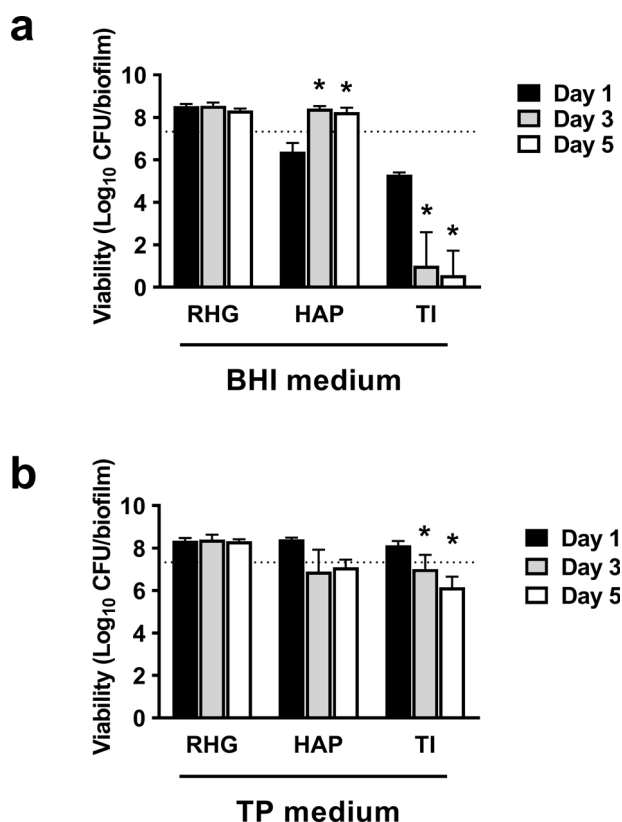 a
Viability (Log₁₀ CFU/biofilm)
10
8
6
4
2
0
* *
* *
RHG HAP TI
BHI medium
Day 1
Day 3
Day 5
b
Viability (Log₁₀ CFU/biofilm)
10
8
6
4
2
0
* *
RHG HAP TI
TP medium
Day 1
Day 3
Day 5